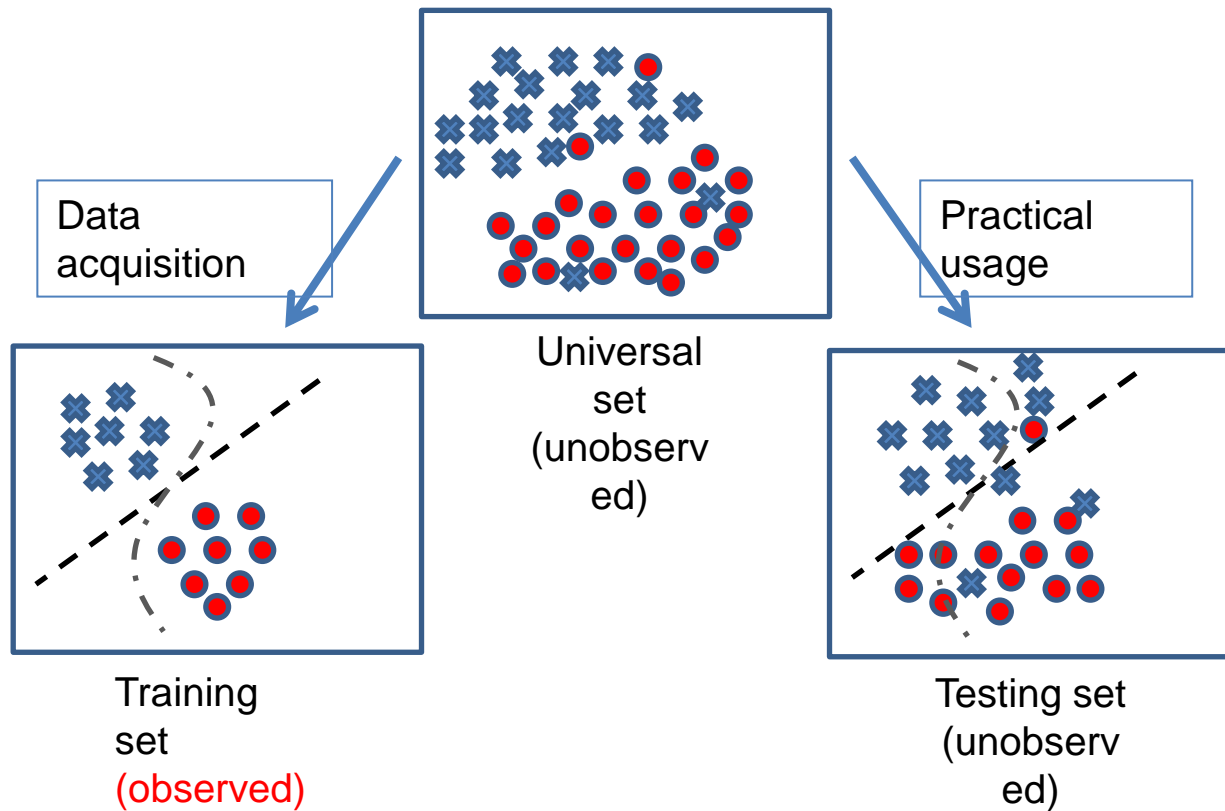 Data
acquisition
Practical
usage
Universal
set
(unobserv
ed)
Training
set
(observed)
Testing set
(unobserv
ed)